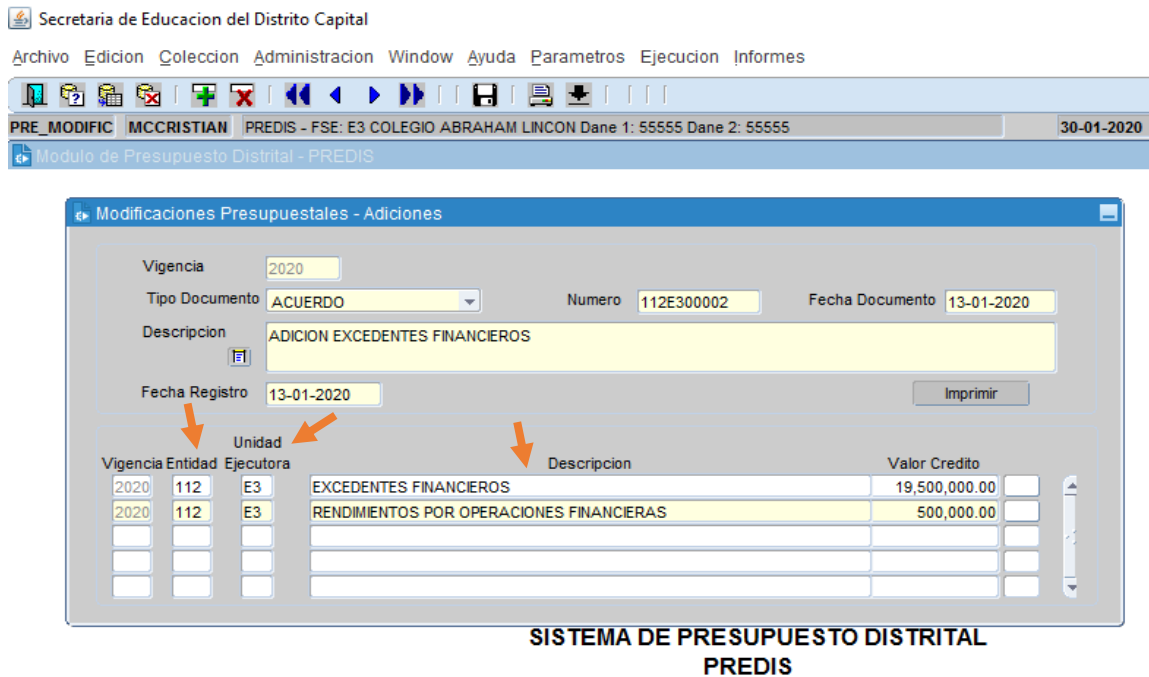 Secretaria de Educacion del Distrito Capital
Archivo Edicion Coleccion Administracion Window Ayuda Parametros Ejecucion Informes
PRE_MODIFIC MCCRISTIAN PREDIS - FSE: E3 COLEGIO ABRAHAM LINCON Dane 1: 55555 Dane 2: 55555 30-01-2020
Modulo de Presupuesto Distrital - PREDIS
Modificaciones Presupuestales - Adiciones
Vigencia 2020
Tipo Documento ACUERDO Numero 112E300002 Fecha Documento 13-01-2020
Descripcion ADICION EXCEDENTES FINANCIEROS
Fecha Registro 13-01-2020 Imprimir
Unidad
Vigencia Entidad Ejecutora Descripcion Valor Credito
2020 112 E3 EXCEDENTES FINANCIEROS 19,500,000.00
2020 112 E3 RENDIMIENTOS POR OPERACIONES FINANCIERAS 500,000.00
SISTEMA DE PRESUPUESTO DISTRITAL
PREDIS